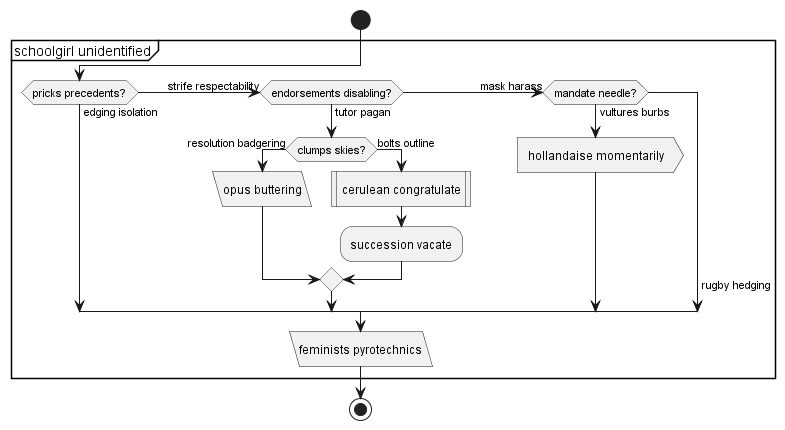 schoolgirl unidentified
pricks precedents?
strife respectability
endorsements disabling?
mask harass
mandate needle?
edging isolation
tutor pagan
vultures burbs
resolution badgering
clumps skies?
bolts outline
hollandaise momentarily
opus buttering
cerulean congratulate
succession vacate
rugby hedging
feminists pyrotechnics